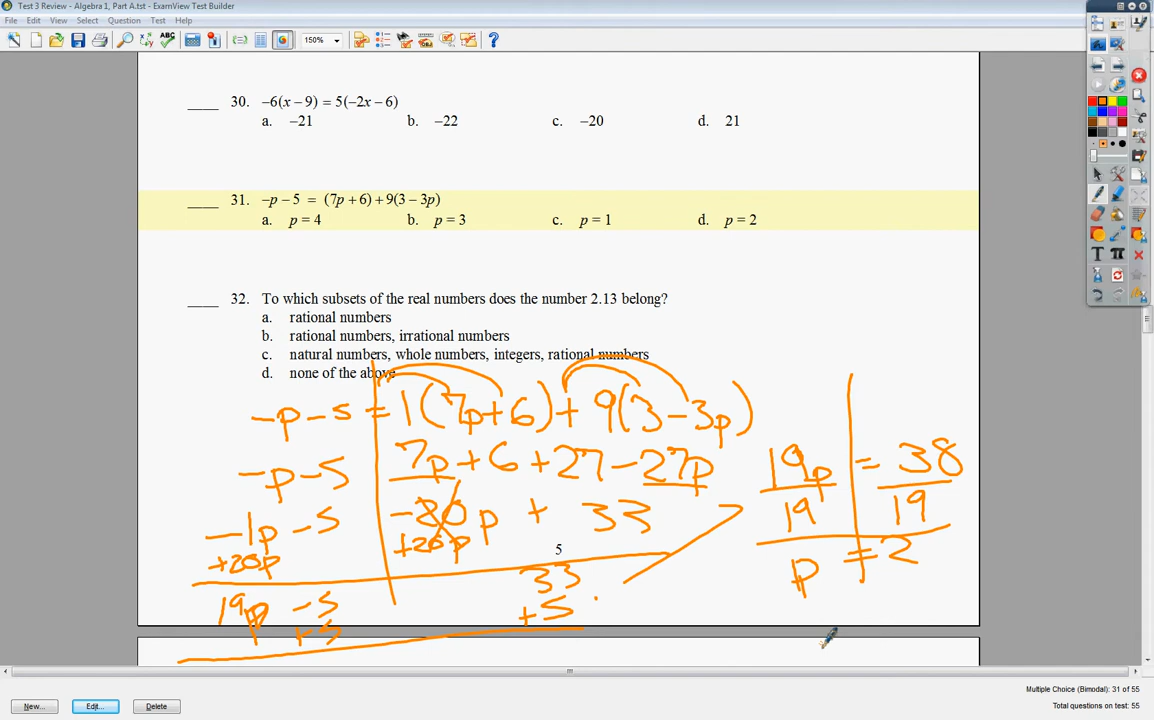 Test 3 Review - Algebra 1, Part A.tst - ExamView Test Builder
File Edit View Select Question Test Help
ABC 150%
____ 30. –6(x – 9) = 5(–2x – 6)
a. –21 b. –22 c. –20 d. 21
____ 31. –p – 5 = (7p + 6) + 9(3 – 3p)
a. p = 4 b. p = 3 c. p = 1 d. p = 2
____ 32. To which subsets of the real numbers does the number 2.13 belong?
a. rational numbers
b. rational numbers, irrational numbers
c. natural numbers, whole numbers, integers, rational numbers
d. none of the above
-p - 5 = 1(7p+6) + 9(3-3p)
-p - 5 7p + 6 + 27 - 27p
-1p - 5 -20p + 33
+20p +20p
5
19p - 5 33
+5 +5
19p = 38
19 19
p = 2
New... Edit... Delete
Multiple Choice (Bimodal): 31 of 55
Total questions on test: 55